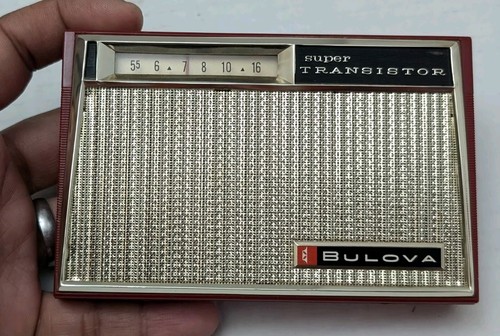 55 6 ▴ 7 8 10 ▴ 16
super
TRANSISTOR
BULOVA